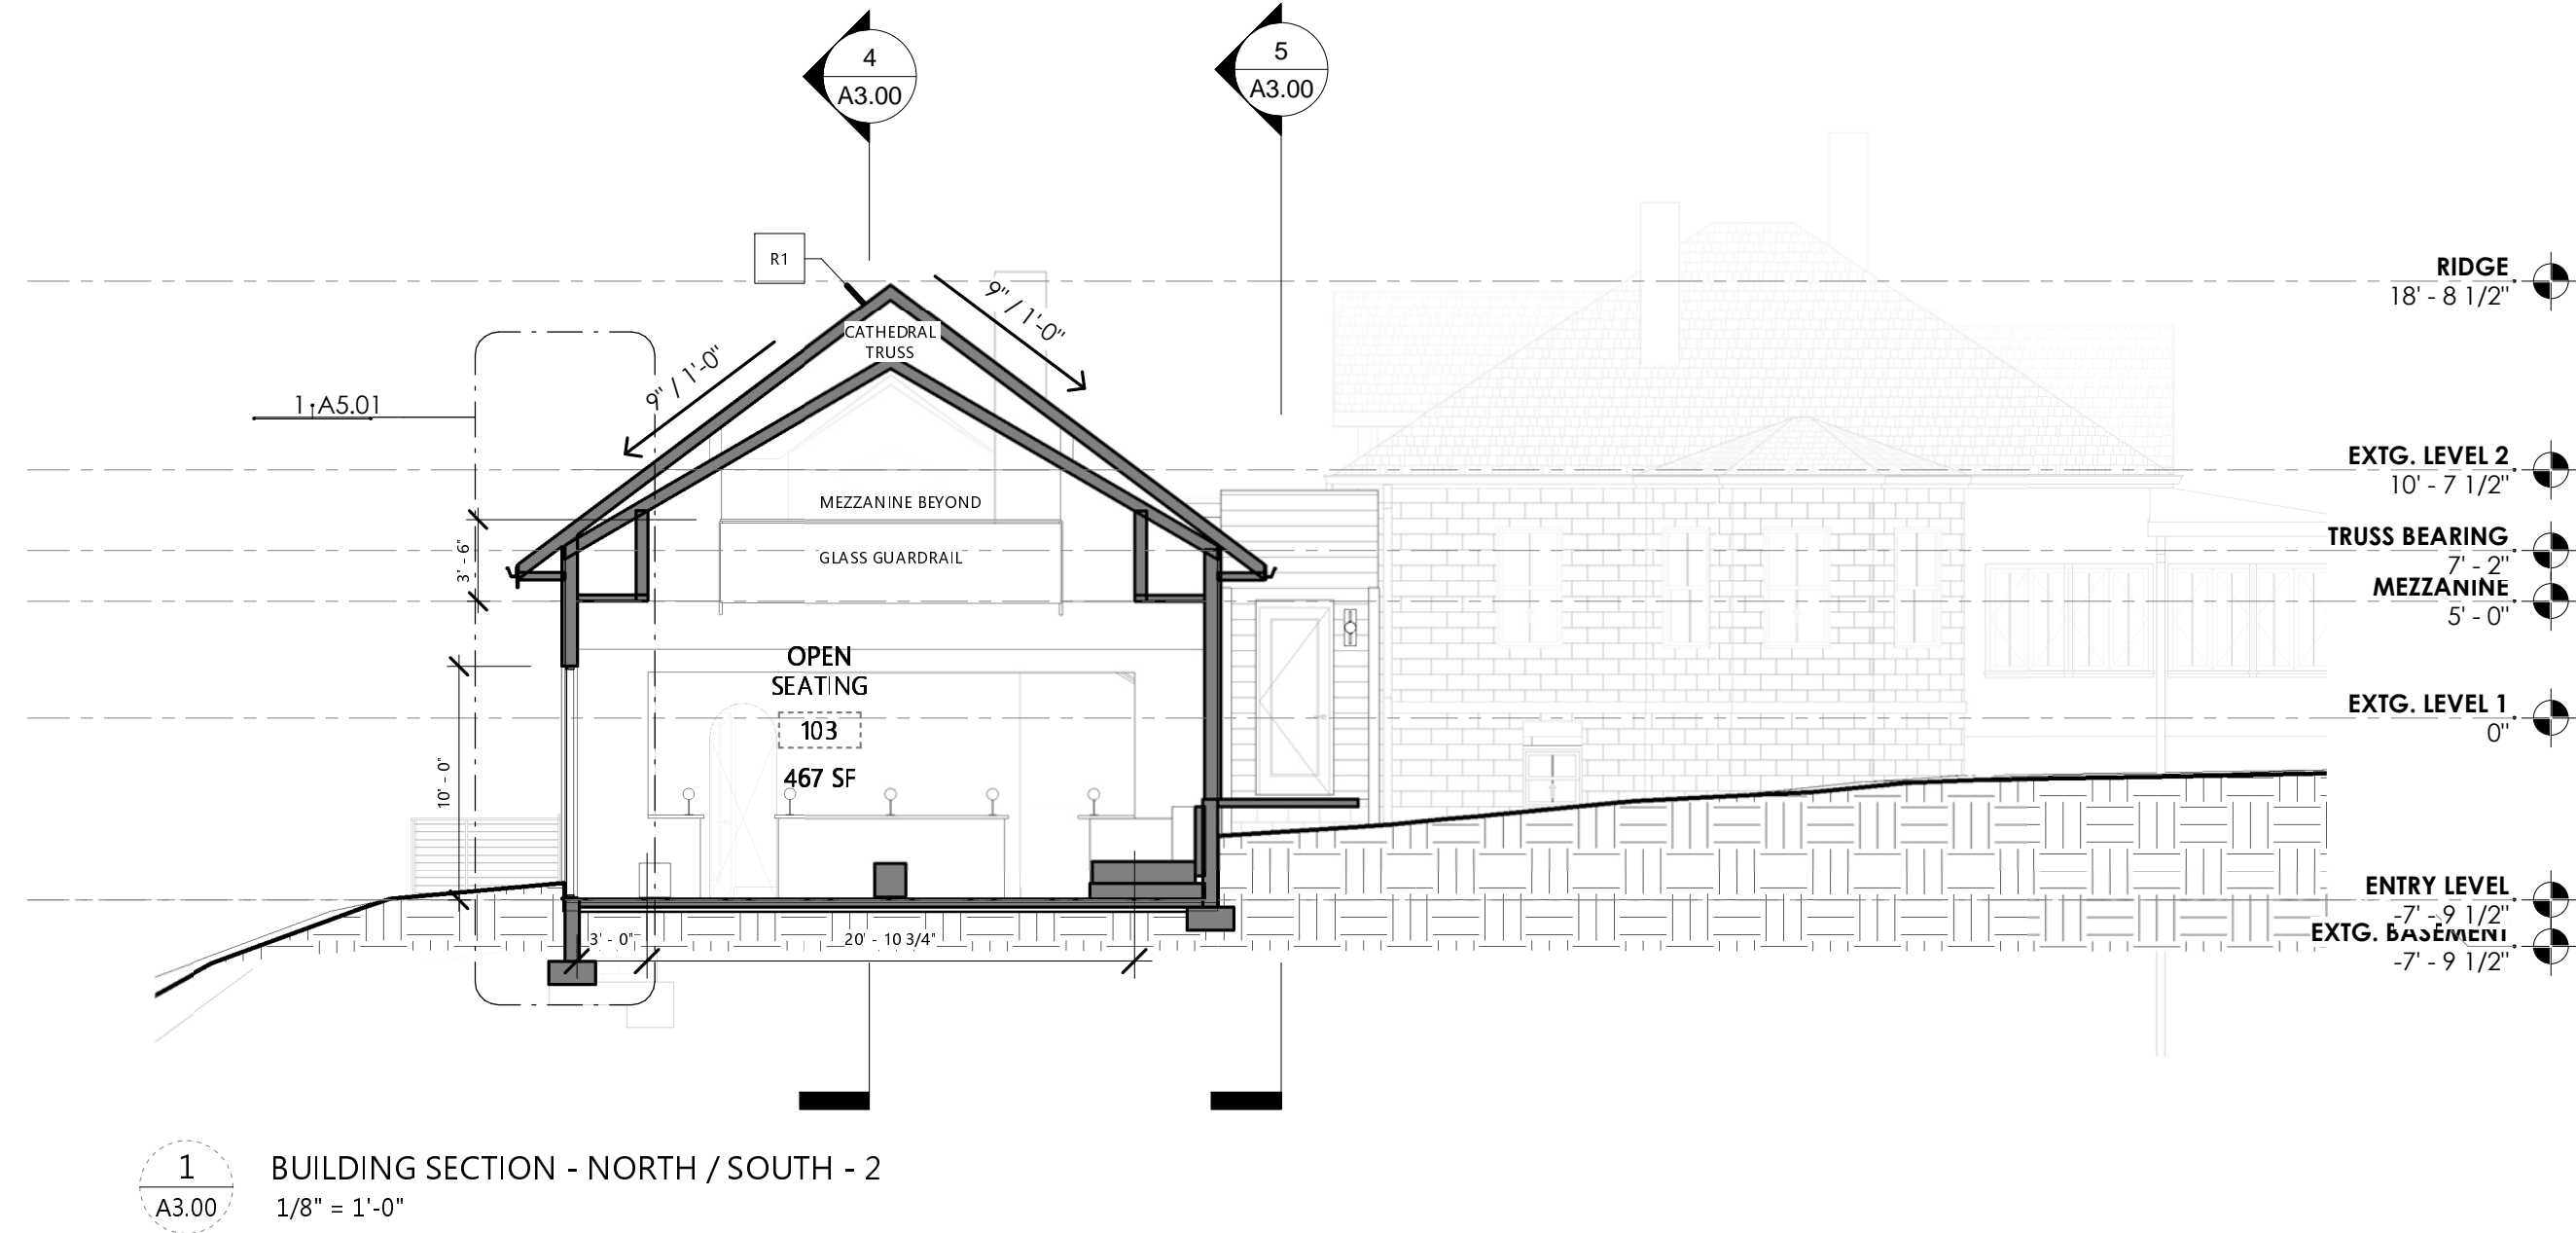 4
A3.00
5
A3.00
R1
9" / 1'-0"
9" / 1'-0"
CATHEDRAL
TRUSS
1 A5.01
MEZZANINE BEYOND
GLASS GUARDRAIL
3' - 6"
10' - 0"
OPEN
SEATING
103
467 SF
3' - 0"
20' - 10 3/4"
RIDGE
18' - 8 1/2"
EXTG. LEVEL 2
10' - 7 1/2"
TRUSS BEARING
7' - 2"
MEZZANINE
5' - 0"
EXTG. LEVEL 1
0"
ENTRY LEVEL
-7' - 9 1/2"
EXTG. BASEMENT
-7' - 9 1/2"
1
A3.00
BUILDING SECTION - NORTH / SOUTH - 2
1/8" = 1'-0"